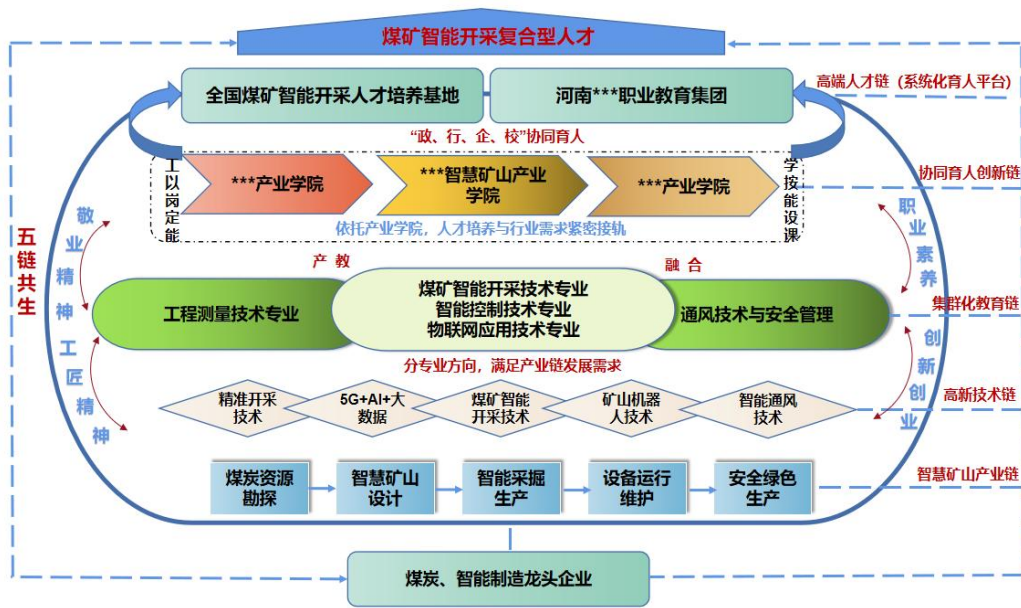 煤矿智能开采复合型人才
全国煤矿智能开采人才培养基地
河南***职业教育集团
高端人才链（系统化育人平台）
“政、行、企、校”协同育人
工以岗定能
***产业学院
***智慧矿山产业
学院
***产业学院
学按能设课
协同育人创新链
依托产业学院，人才培养与行业需求紧密接轨
五链共生
敬业精神
职业素养
产 教
融 合
工程测量技术专业
煤矿智能开采技术专业
智能控制技术专业
物联网应用技术专业
通风技术与安全管理
集群化教育链
分专业方向，满足产业链发展需求
工匠精神
创新创业
精准开采
技术
5G+AI+大
数据
煤矿智能
开采技术
矿山机器
人技术
智能通风
技术
高新技术链
煤炭资源
勘探
智慧矿山
设计
智能采掘
生产
设备运行
维护
安全绿色
生产
智慧矿山产业链
煤炭、智能制造龙头企业